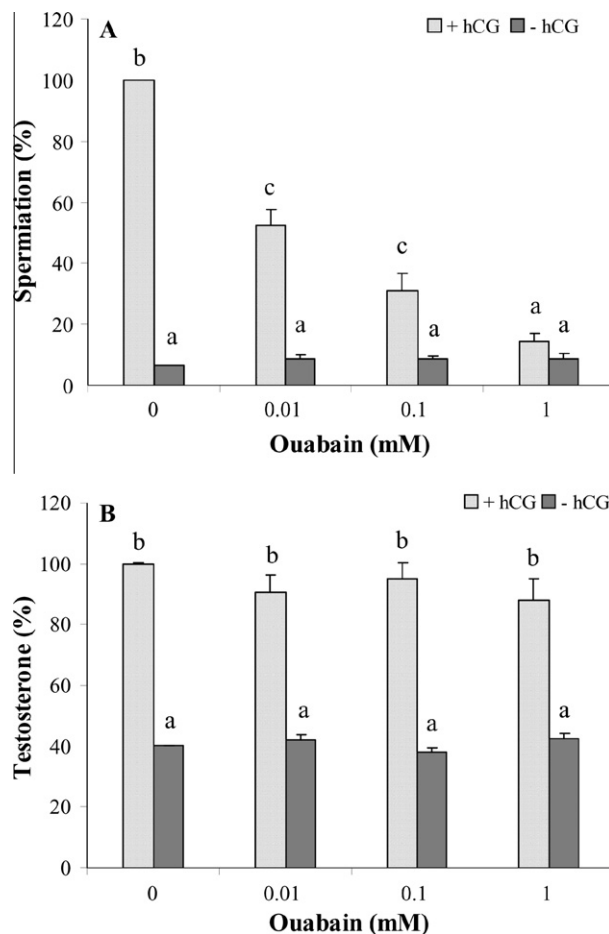 120
A
+ hCG - hCG
b
100
80
c
60
c
40
a a
20
a a a
0
0 0.01 0.1 1
Spermiation (%)
Ouabain (mM)
120
B
+ hCG - hCG
b b b b
100
80
60
a a a a
40
20
0
0 0.01 0.1 1
Testosterone (%)
Ouabain (mM)